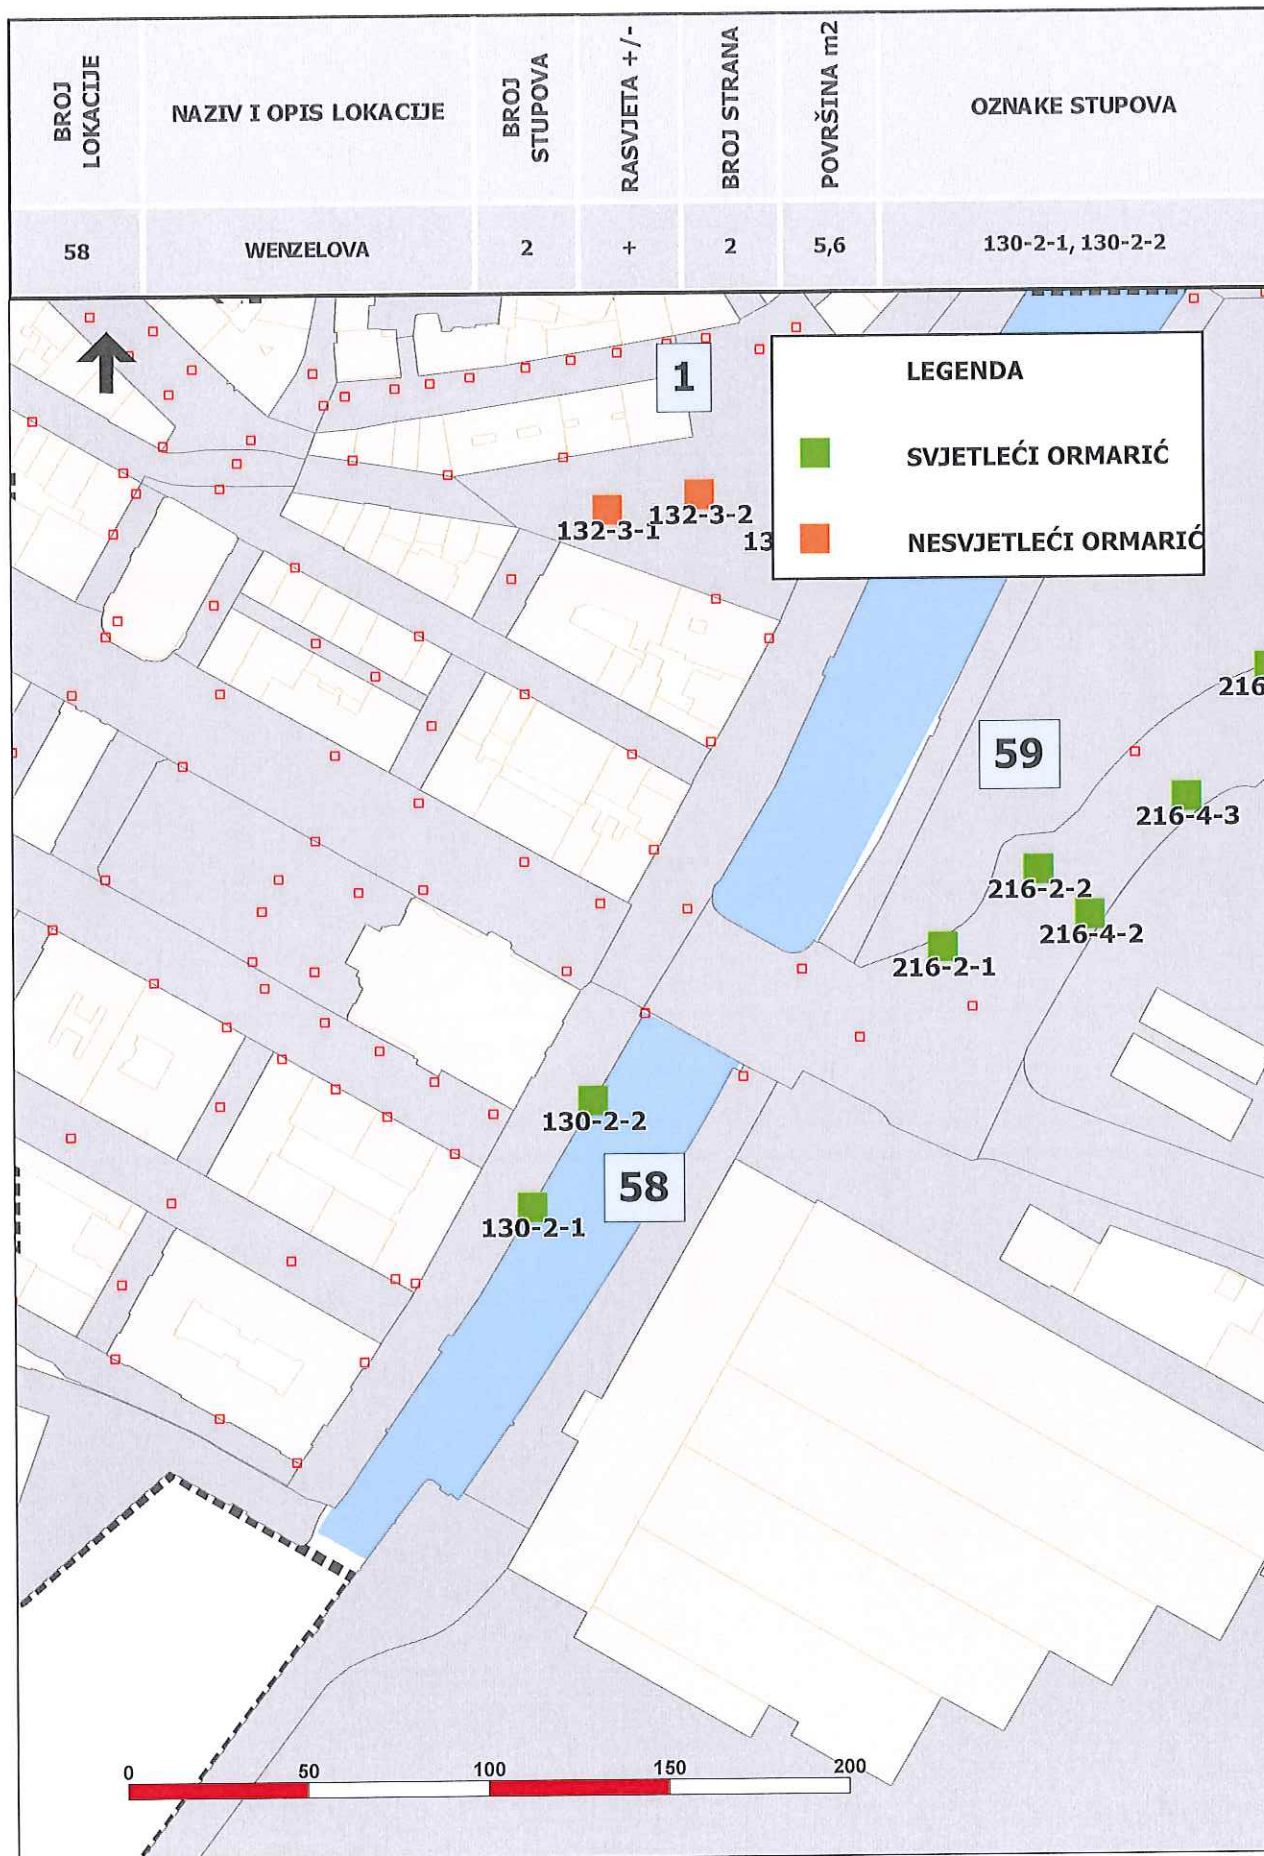 BROJ LOKACIJE
NAZIV I OPIS LOKACIJE
BROJ STUPOVA
RASVJETA +/-
BROJ STRANA
POVRŠINA m2
OZNAKE STUPOVA
58
WENZELOVA
2
+
2
5,6
130-2-1, 130-2-2
1
LEGENDA
SVJETLEĆI ORMARIĆ
NESVJETLEĆI ORMARIĆ
132-3-1
132-3-2
13
216
59
216-4-3
216-2-2
216-4-2
216-2-1
130-2-2
58
130-2-1
0
50
100
150
200